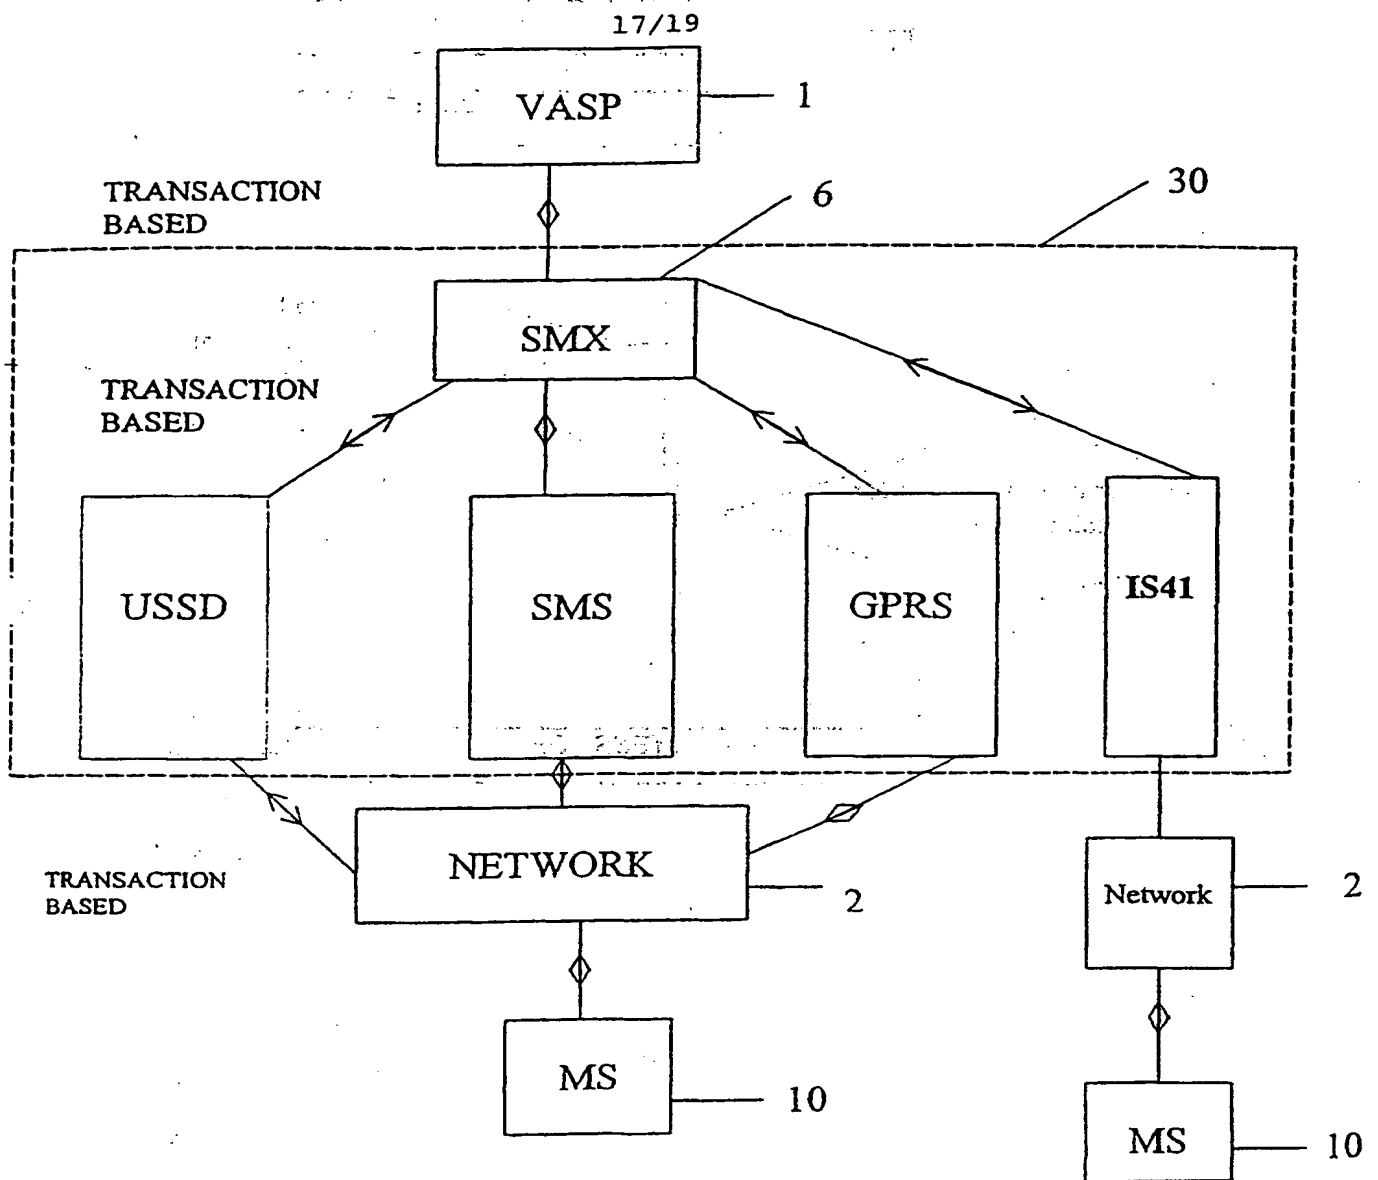 17/19
VASP
1
TRANSACTION
BASED
6
30
SMX
TRANSACTION
BASED
USSD
SMS
GPRS
IS41
NETWORK
2
Network
2
TRANSACTION
BASED
MS
10
MS
10